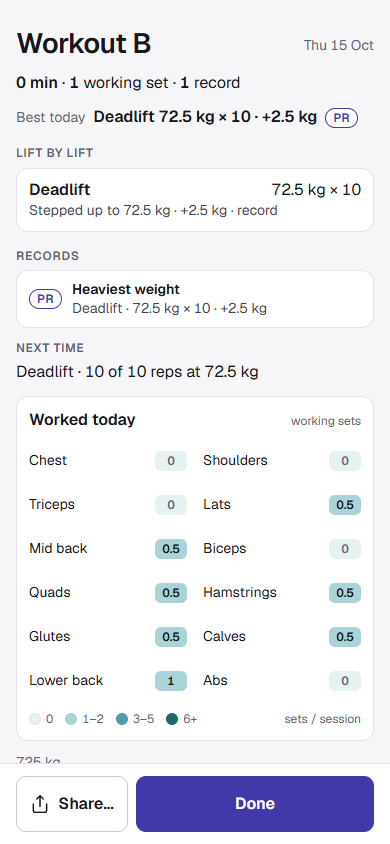 Workout B
Thu 15 Oct
0 min · 1 working set · 1 record
Best today Deadlift 72.5 kg × 10 · +2.5 kg PR
LIFT BY LIFT
Deadlift 72.5 kg × 10
Stepped up to 72.5 kg · +2.5 kg · record
RECORDS
PR
Heaviest weight
Deadlift · 72.5 kg × 10 · +2.5 kg
NEXT TIME
Deadlift · 10 of 10 reps at 72.5 kg
Worked today working sets
Chest 0 Shoulders 0
Triceps 0 Lats 0.5
Mid back 0.5 Biceps 0
Quads 0.5 Hamstrings 0.5
Glutes 0.5 Calves 0.5
Lower back 1 Abs 0
0 1–2 3–5 6+ sets / session
725 kg
Share... Done